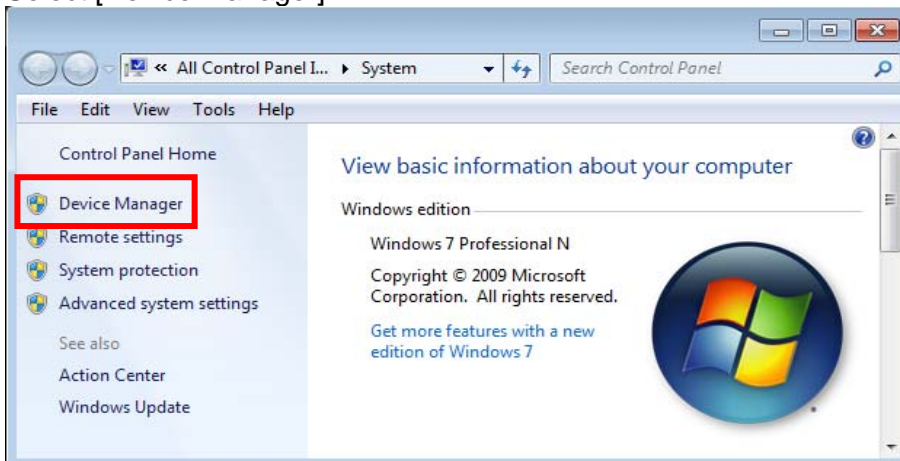 « All Control Panel I... ▸ System
Search Control Panel
File Edit View Tools Help
Control Panel Home
Device Manager
Remote settings
System protection
Advanced system settings
See also
Action Center
Windows Update
View basic information about your computer
Windows edition
Windows 7 Professional N
Copyright © 2009 Microsoft
Corporation. All rights reserved.
Get more features with a new
edition of Windows 7